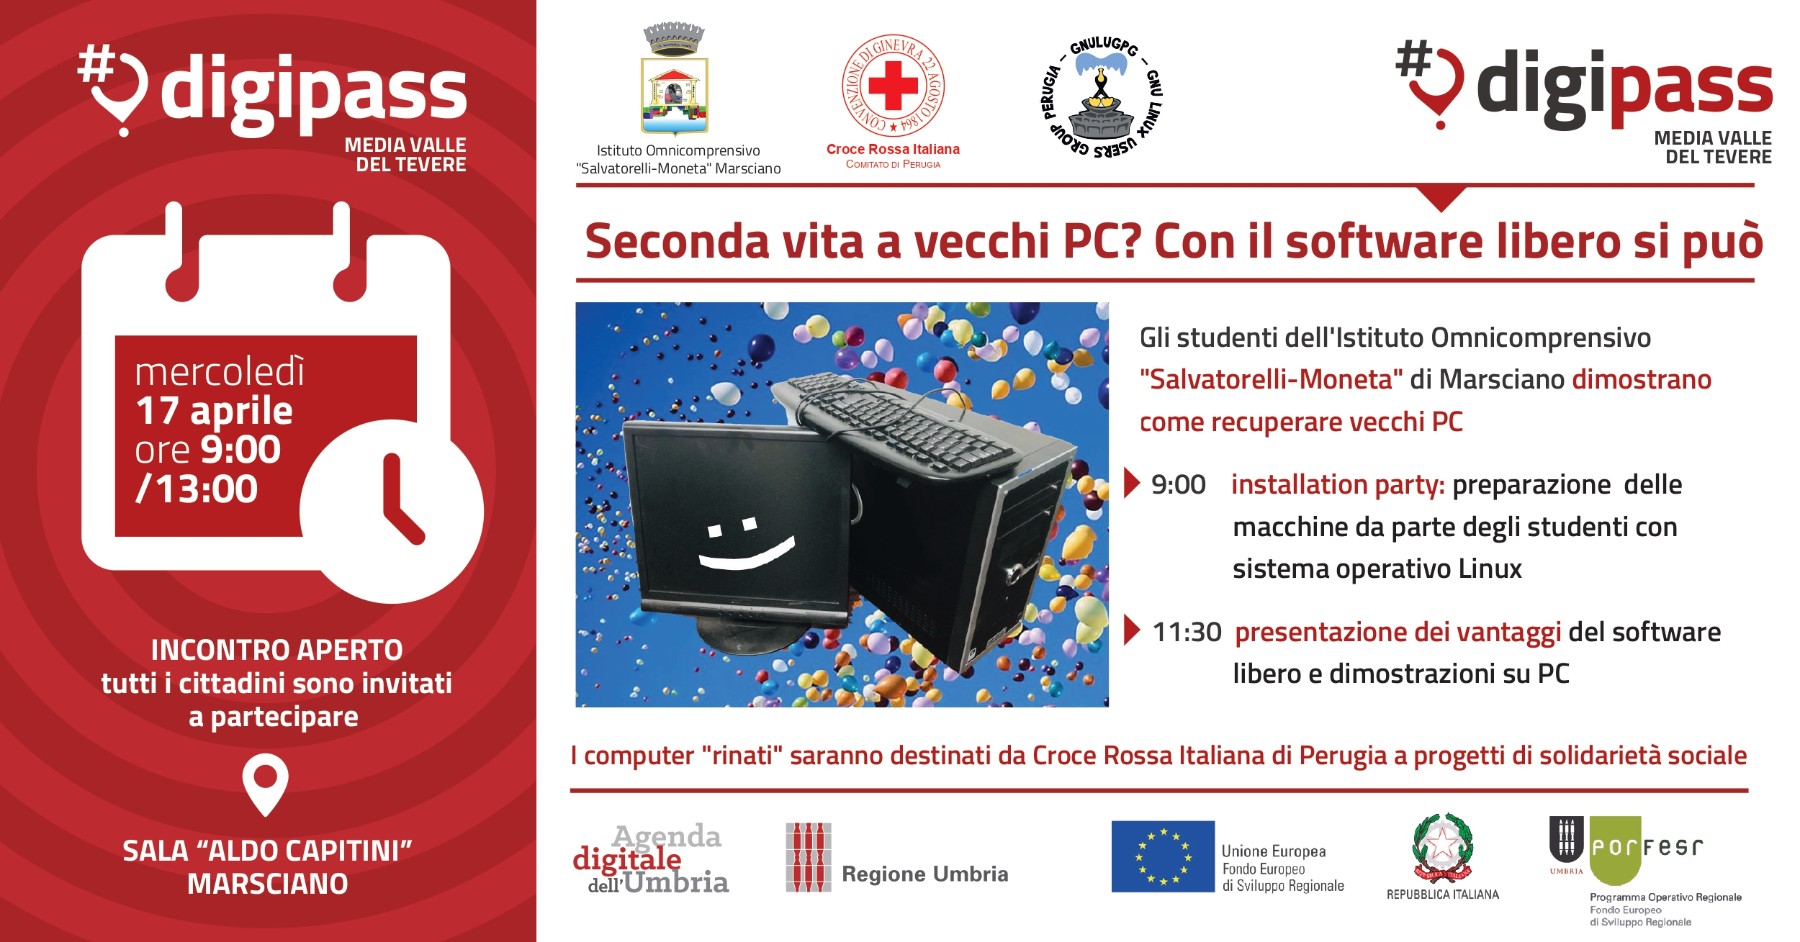 #digipass
MEDIA VALLE
DEL TEVERE
mercoledì
17 aprile
ore 9:00
/13:00
INCONTRO APERTO
tutti i cittadini sono invitati
a partecipare
SALA “ALDO CAPITINI”
MARSCIANO
Istituto Omnicomprensivo
"Salvatorelli-Moneta" Marsciano
CONVENZIONE DI GINEVRA 22 AGOSTO 1864
Croce Rossa Italiana
COMITATO DI PERUGIA
GNULUGPG – GNU LINUX USERS GROUP PERUGIA –
#digipass
MEDIA VALLE
DEL TEVERE
Seconda vita a vecchi PC? Con il software libero si può
Gli studenti dell'Istituto Omnicomprensivo
"Salvatorelli-Moneta" di Marsciano dimostrano
come recuperare vecchi PC
9:00 installation party: preparazione delle
macchine da parte degli studenti con
sistema operativo Linux
11:30 presentazione dei vantaggi del software
libero e dimostrazioni su PC
I computer "rinati" saranno destinati da Croce Rossa Italiana di Perugia a progetti di solidarietà sociale
Agenda
digitale
dell'Umbria
Regione Umbria
Unione Europea
Fondo Europeo
di Sviluppo Regionale
REPUBBLICA ITALIANA
UMBRIA
porfesr
Programma Operativo Regionale
Fondo Europeo
di Sviluppo Regionale